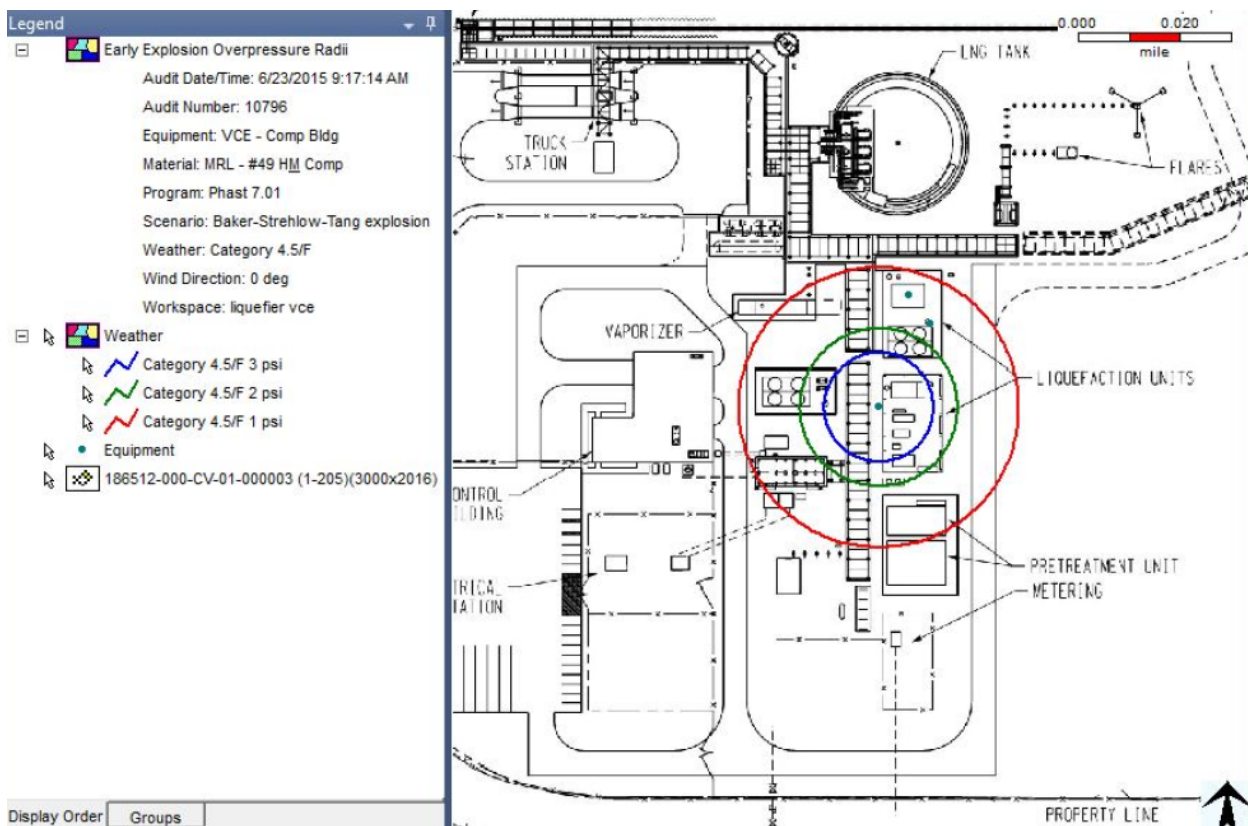 Legend
Early Explosion Overpressure Radii
Audit Date/Time: 6/23/2015 9:17:14 AM
Audit Number: 10796
Equipment: VCE - Comp Bldg
Material: MRL - #49 HM Comp
Program: Phast 7.01
Scenario: Baker-Strehlow-Tang explosion
Weather: Category 4.5/F
Wind Direction: 0 deg
Workspace: liquefier vce
Weather
Category 4.5/F 3 psi
Category 4.5/F 2 psi
Category 4.5/F 1 psi
Equipment
186512-000-CV-01-000003 (1-205)(3000x2016)
Display Order
Groups
0.000 0.020
mile
LNG TANK
TRUCK
STATION
FLARES
VAPORIZER
LIQUEFACTION UNITS
ONTROL
ILDING
PRETREATMENT UNIT
METERING
TRICAL
TATION
PROPERTY LINE